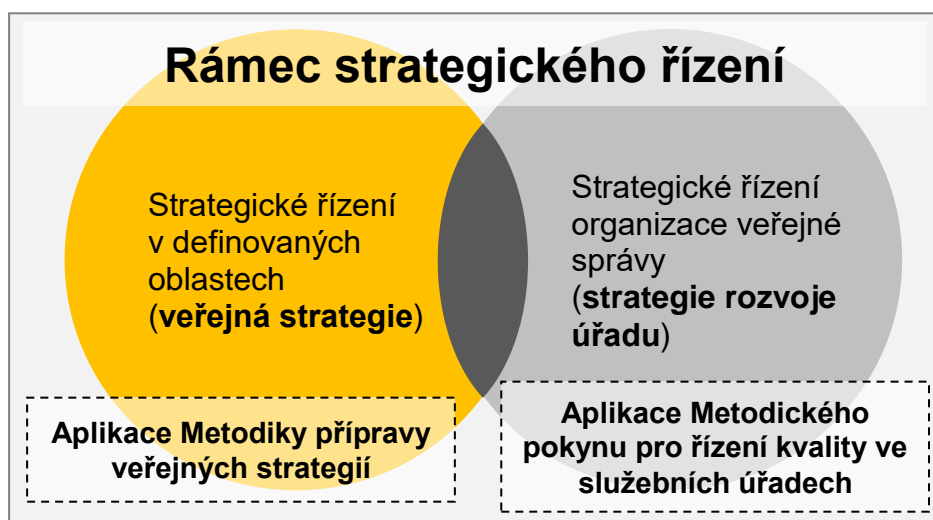 Rámec strategického řízení
Strategické řízení
v definovaných
oblastech
(veřejná strategie)
Strategické řízení
organizace veřejné
správy
(strategie rozvoje
úřadu)
Aplikace Metodiky přípravy
veřejných strategií
Aplikace Metodického
pokynu pro řízení kvality ve
služebních úřadech